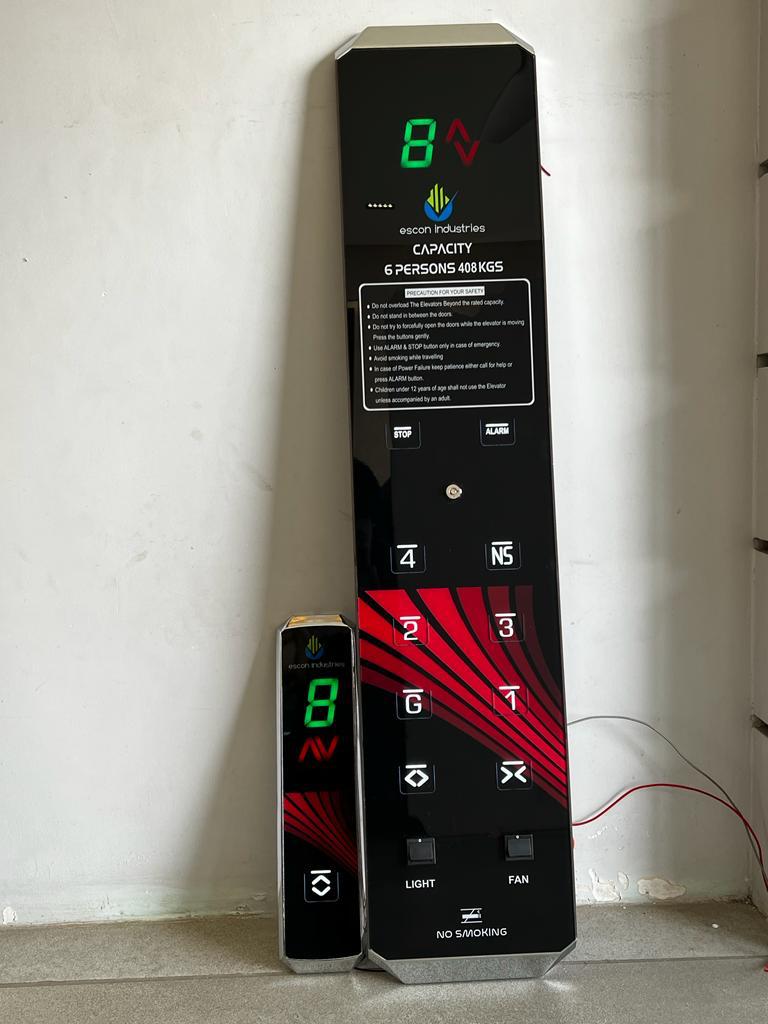 8
escon industries
CAPACITY
6 PERSONS 408 KGS
PRECAUTION FOR YOUR SAFETY
Do not overload The Elevators Beyond the rated capacity.
Do not stand in between the doors.
Do not try to forcefully open the doors while the elevator is moving
Press the buttons gently.
Use ALARM & STOP button only in case of emergency.
Avoid smoking while travelling
In case of Power Failure keep patience either call for help or
press ALARM button.
Children under 12 years of age shall not use the Elevator
unless accompanied by an adult.
STOP ALARM
4 NS
2 3
G 1
LIGHT FAN
NO SMOKING
escon industries
8